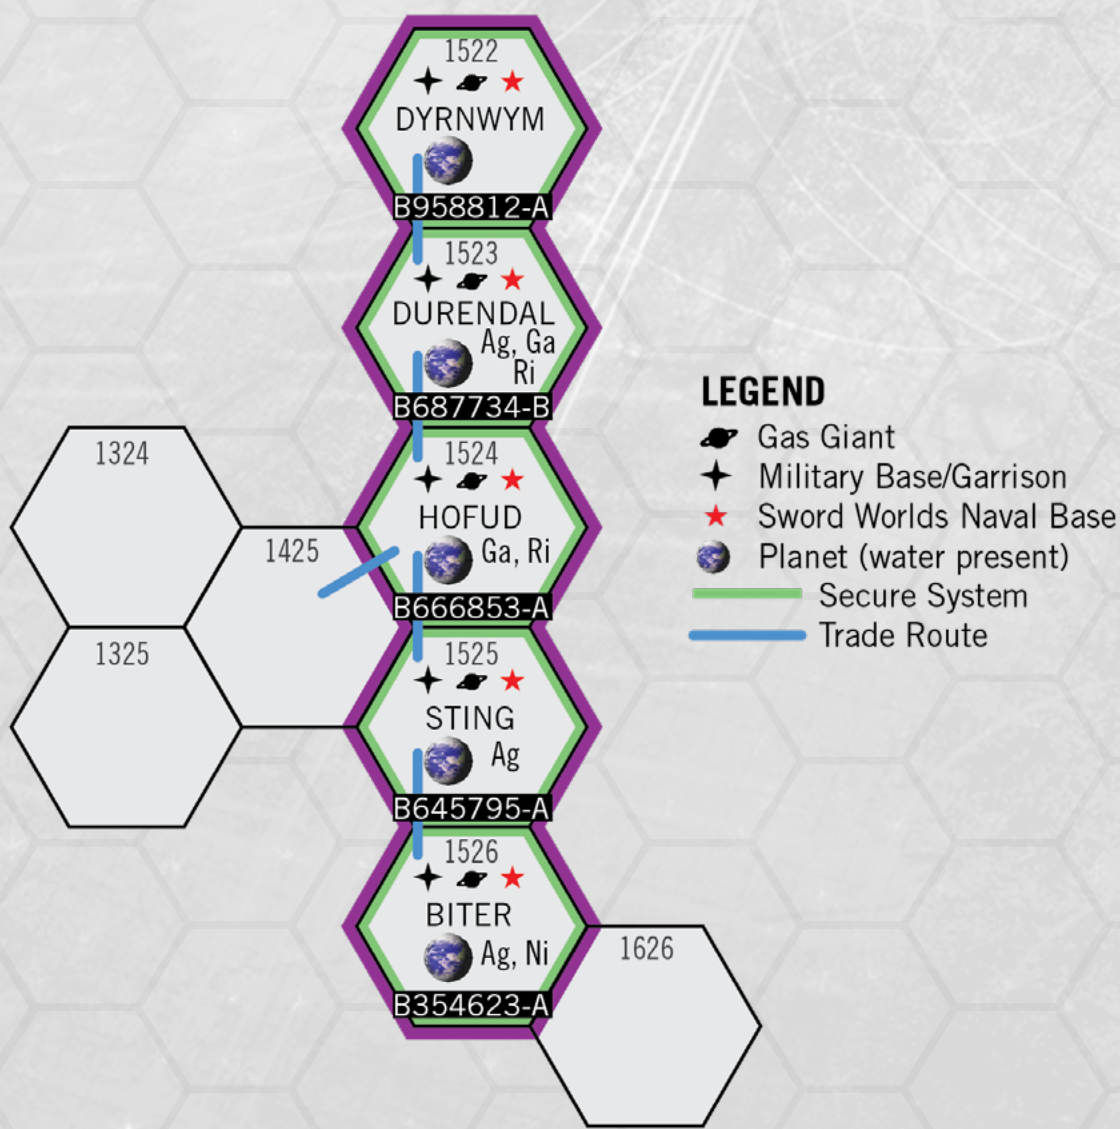 1522
DYRNWYM
B958812-A
1523
DURENDAL
Ag, Ga
Ri
B687734-B
1524
HOFUD
Ga, Ri
B666853-A
1324
1425
1325
1525
STING
Ag
B645795-A
1526
BITER
Ag, Ni
B354623-A
1626
LEGEND
Gas Giant
Military Base/Garrison
Sword Worlds Naval Base
Planet (water present)
Secure System
Trade Route